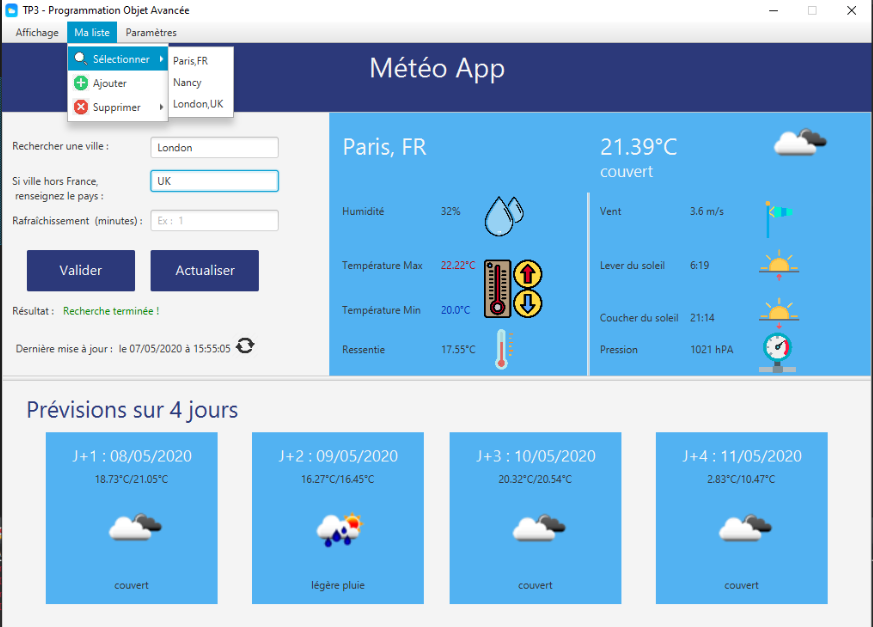 TP3 - Programmation Objet Avancée
Affichage Ma liste Paramètres
Sélectionner
Ajouter
Supprimer
Paris,FR
Nancy
London,UK
Météo App
Rechercher une ville : London
Si ville hors France,
renseignez le pays : UK
Rafraîchissement (minutes) : Ex : 1
Valider Actualiser
Résultat : Recherche terminée !
Dernière mise à jour : le 07/05/2020 à 15:55:05
Paris, FR 21.39°C
couvert
Humidité 32% Vent 3.6 m/s
Température Max 22.22°C Lever du soleil 6:19
Température Min 20.0°C Coucher du soleil 21:14
Ressentie 17.55°C Pression 1021 hPA
Prévisions sur 4 jours
J+1 : 08/05/2020
18.73°C/21.05°C
couvert
J+2 : 09/05/2020
16.27°C/16.45°C
légère pluie
J+3 : 10/05/2020
20.32°C/20.54°C
couvert
J+4 : 11/05/2020
2.83°C/10.47°C
couvert